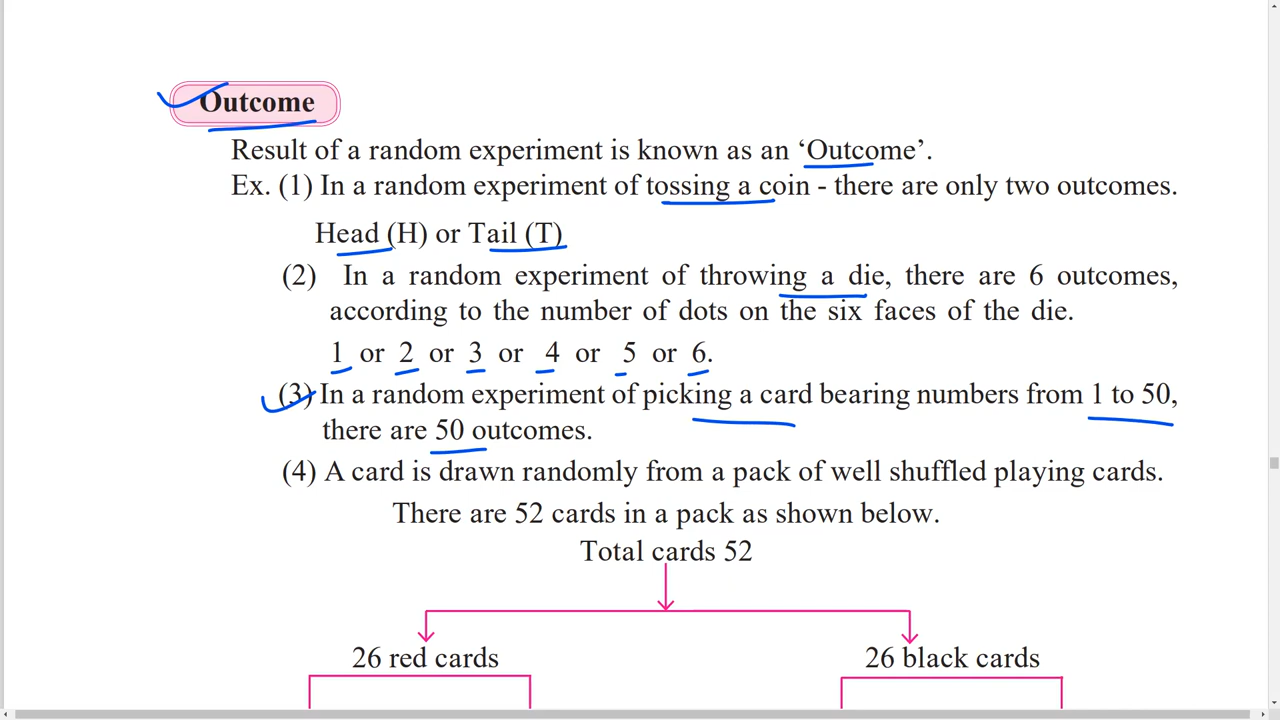 Outcome
Result of a random experiment is known as an ‘Outcome’.
Ex. (1) In a random experiment of tossing a coin - there are only two outcomes.
Head (H) or Tail (T)
(2) In a random experiment of throwing a die, there are 6 outcomes,
according to the number of dots on the six faces of the die.
1 or 2 or 3 or 4 or 5 or 6.
(3) In a random experiment of picking a card bearing numbers from 1 to 50,
there are 50 outcomes.
(4) A card is drawn randomly from a pack of well shuffled playing cards.
There are 52 cards in a pack as shown below.
Total cards 52
26 red cards 26 black cards